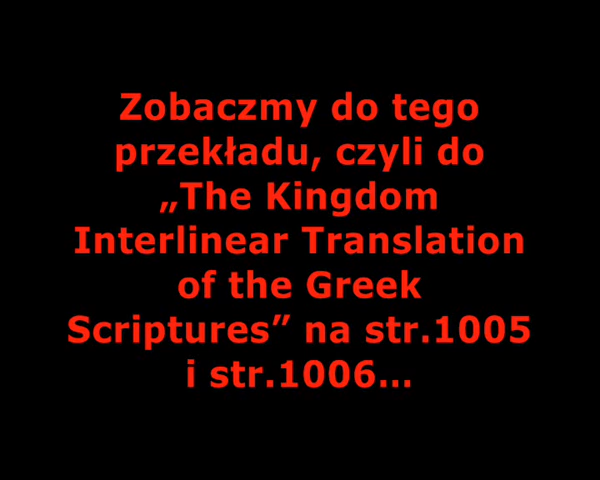 Zobaczmy do tego
przekładu, czyli do
„The Kingdom
Interlinear Translation
of the Greek
Scriptures” na str.1005
i str.1006...